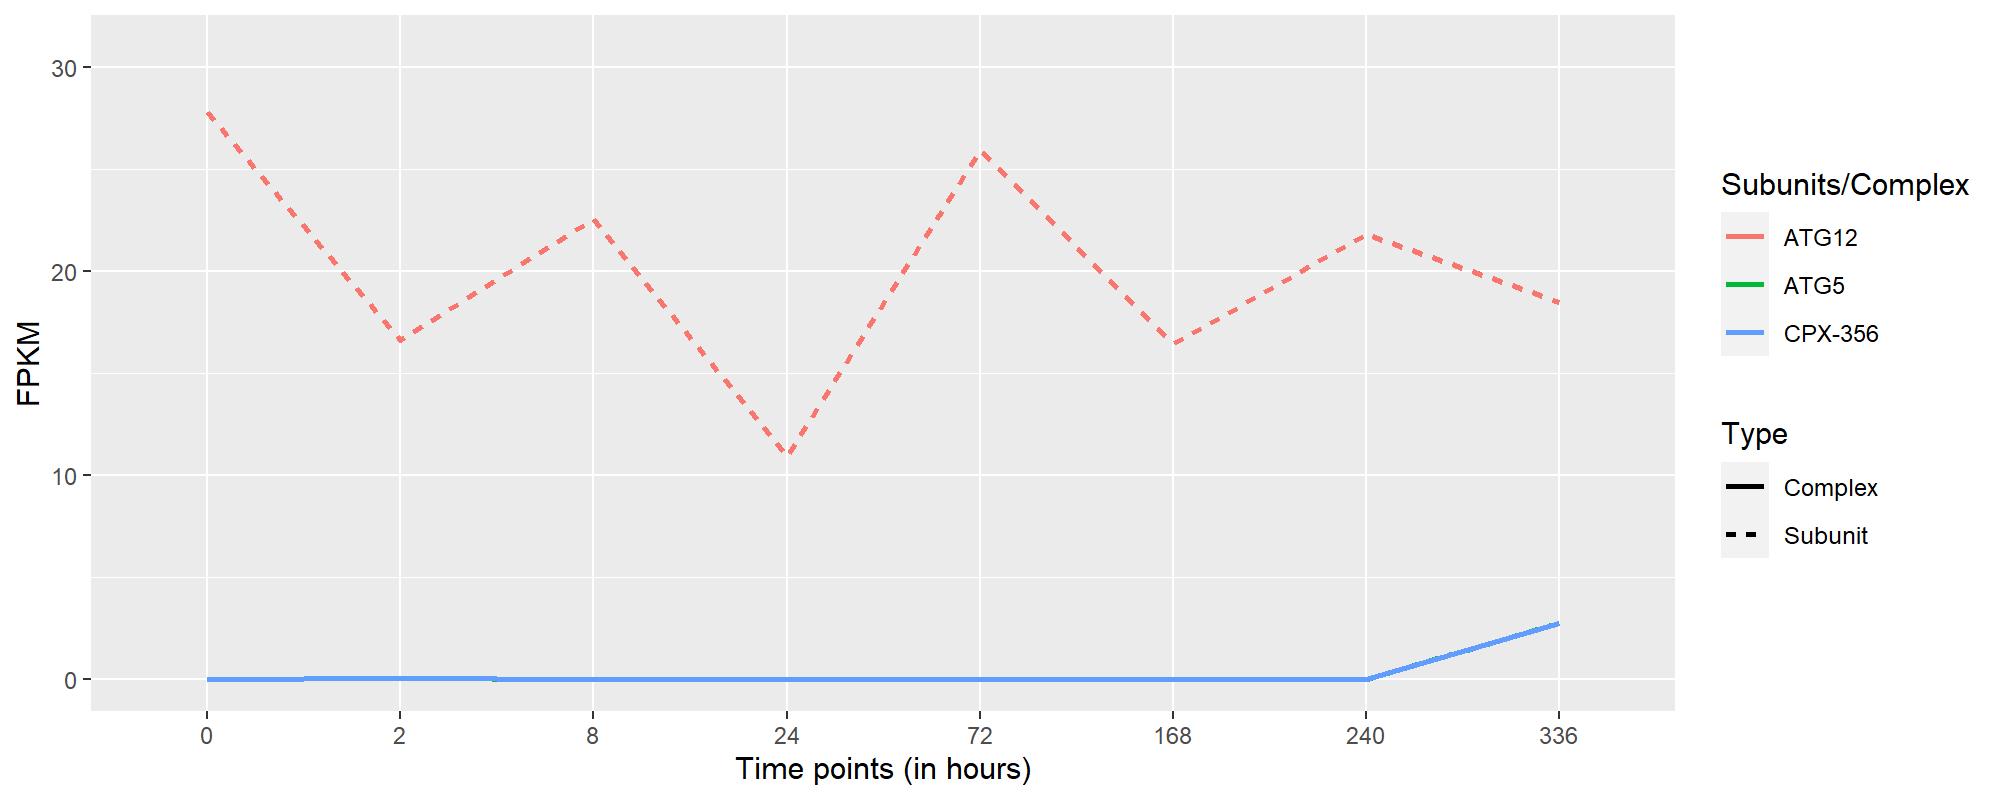 30
20
10
0
FPKM
0 2 8 24 72 168 240 336
Time points (in hours)
Subunits/Complex
ATG12
ATG5
CPX-356
Type
Complex
Subunit